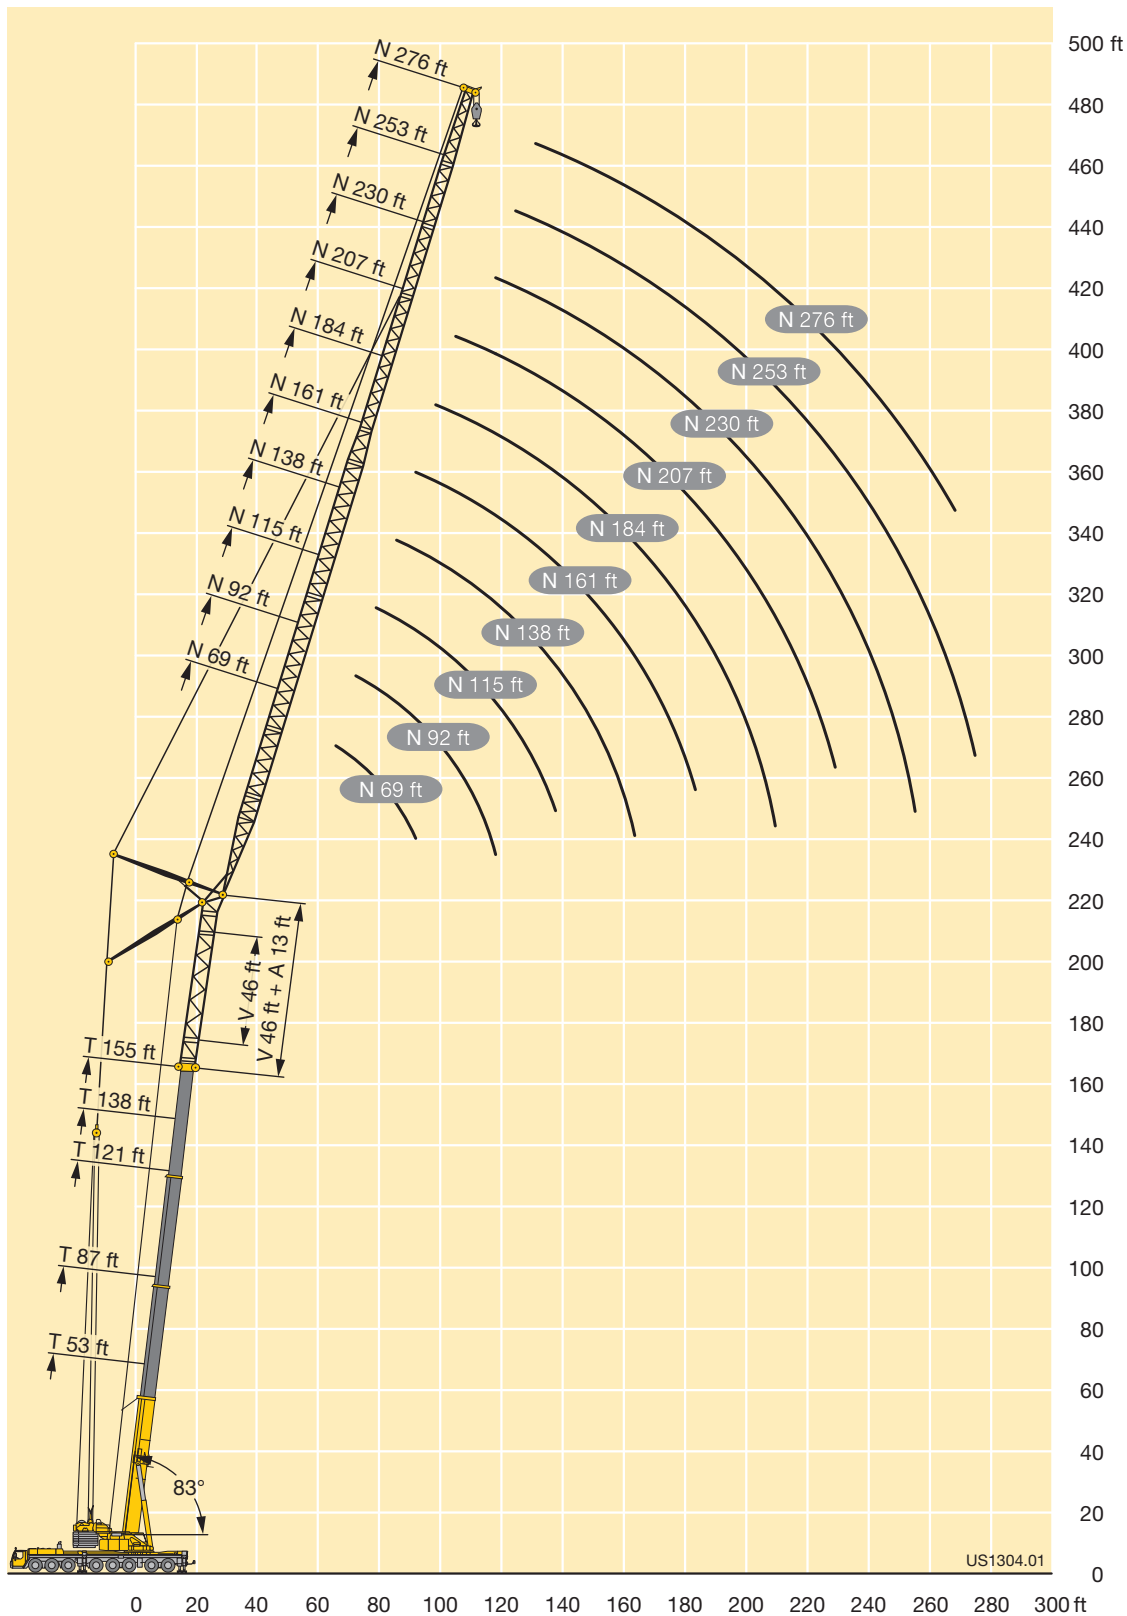 500 ft
N 276 ft
480
N 253 ft
460
N 230 ft
440
N 207 ft
420
N 276 ft
N 184 ft
400
N 253 ft
N 161 ft
380
N 230 ft
N 138 ft
360
N 207 ft
N 115 ft
340
N 184 ft
N 92 ft
320
N 161 ft
N 69 ft
300
N 138 ft
N 115 ft
280
N 92 ft
260
N 69 ft
240
220
V 46 ft
V 46 ft + A 13 ft
200
180
T 155 ft
160
T 138 ft
T 121 ft
140
120
T 87 ft
100
80
T 53 ft
60
40
83°
20
US1304.01
0
0 20 40 60 80 100 120 140 160 180 200 220 240 260 280 300 ft